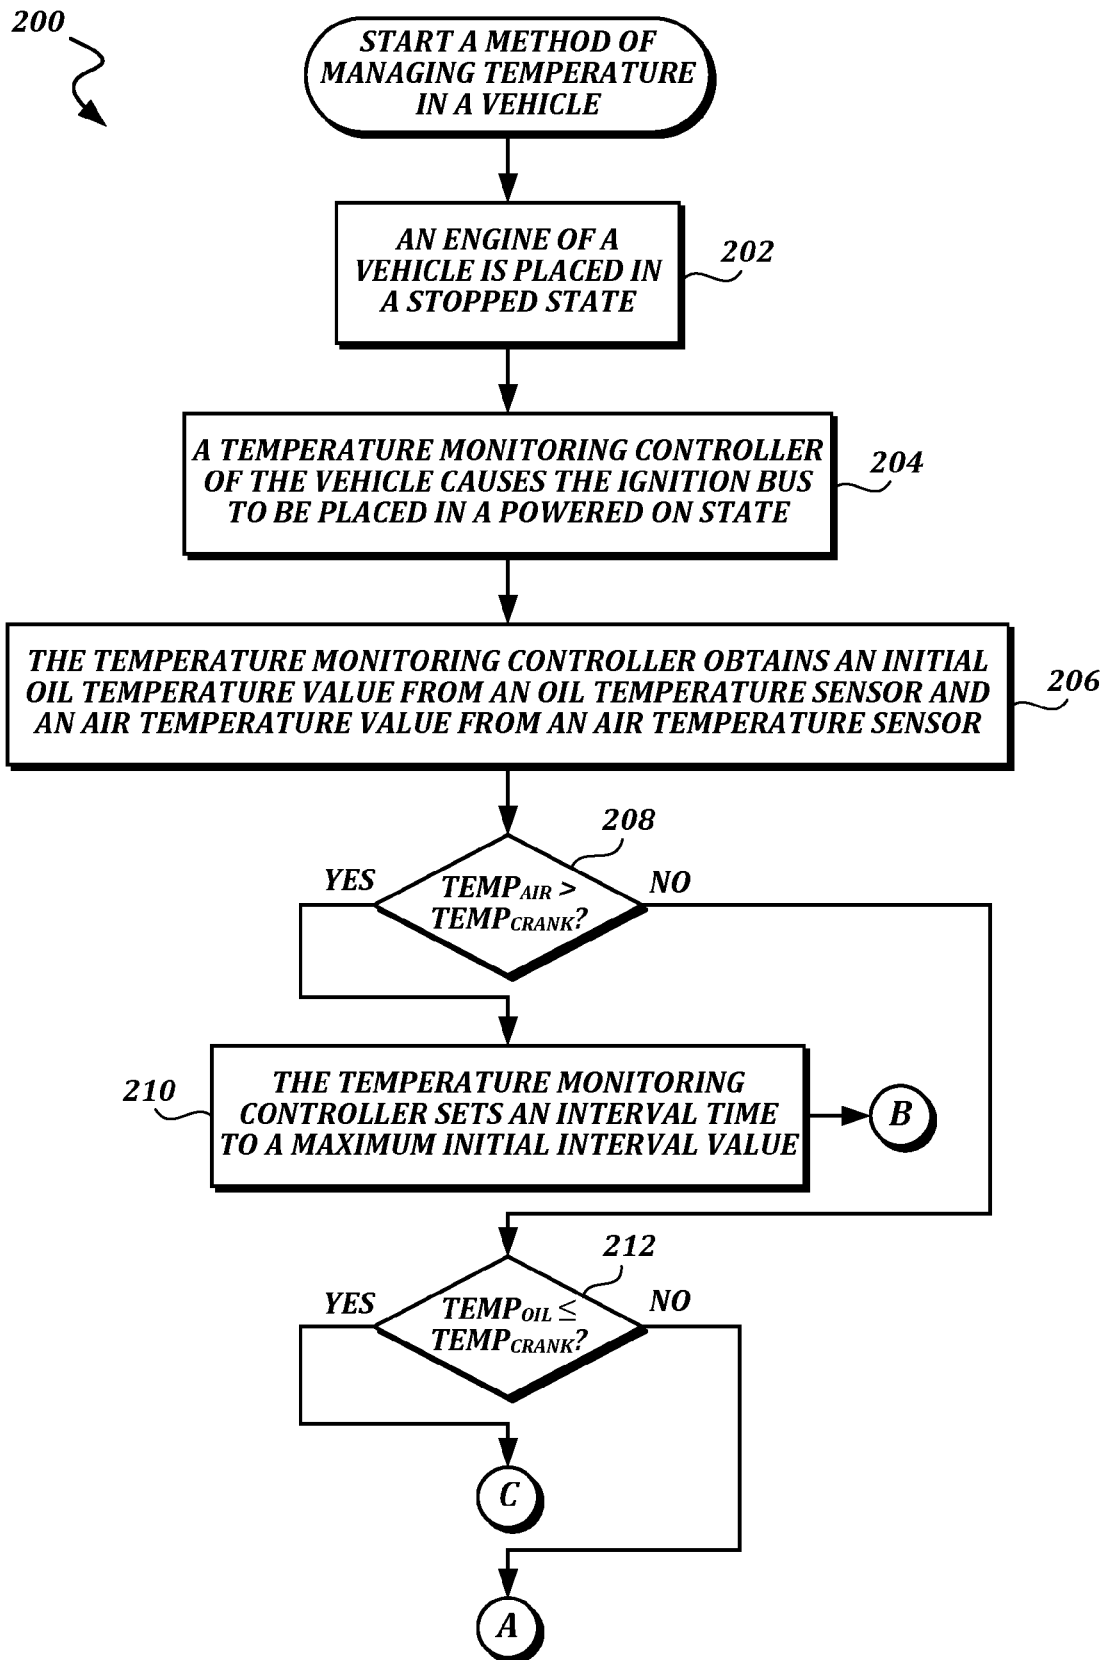 200
START A METHOD OF
MANAGING TEMPERATURE
IN A VEHICLE
AN ENGINE OF A
VEHICLE IS PLACED IN
A STOPPED STATE
202
A TEMPERATURE MONITORING CONTROLLER
OF THE VEHICLE CAUSES THE IGNITION BUS
TO BE PLACED IN A POWERED ON STATE
204
THE TEMPERATURE MONITORING CONTROLLER OBTAINS AN INITIAL
OIL TEMPERATURE VALUE FROM AN OIL TEMPERATURE SENSOR AND
AN AIR TEMPERATURE VALUE FROM AN AIR TEMPERATURE SENSOR
206
208
YES
TEMPAIR >
TEMPCRANK?
NO
210
THE TEMPERATURE MONITORING
CONTROLLER SETS AN INTERVAL TIME
TO A MAXIMUM INITIAL INTERVAL VALUE
B
212
YES
TEMPOIL ≤
TEMPCRANK?
NO
C
A